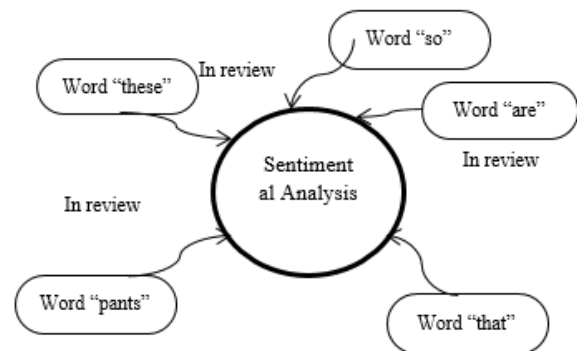 Word “so”
In review
Word “these”
Word “are”
Sentiment
al Analysis
In review
In review
Word “pants”
Word “that”